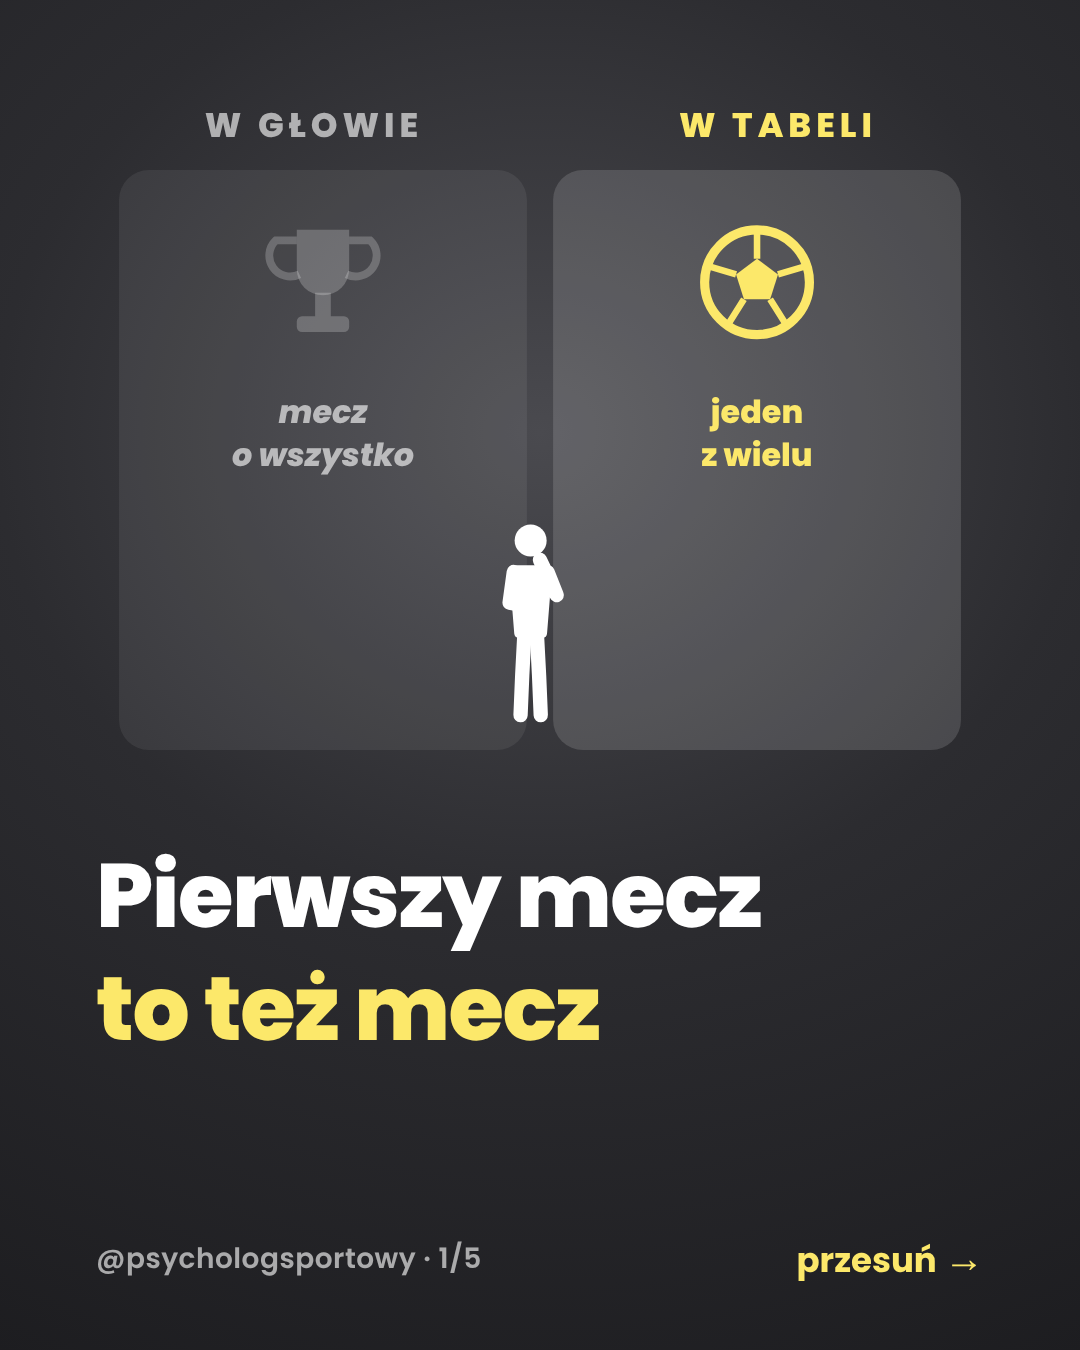 W GŁOWIE
W TABELI
mecz
o wszystko
jeden
z wielu
Pierwszy mecz
to też mecz
@psychologsportowy · 1/5
przesuń →